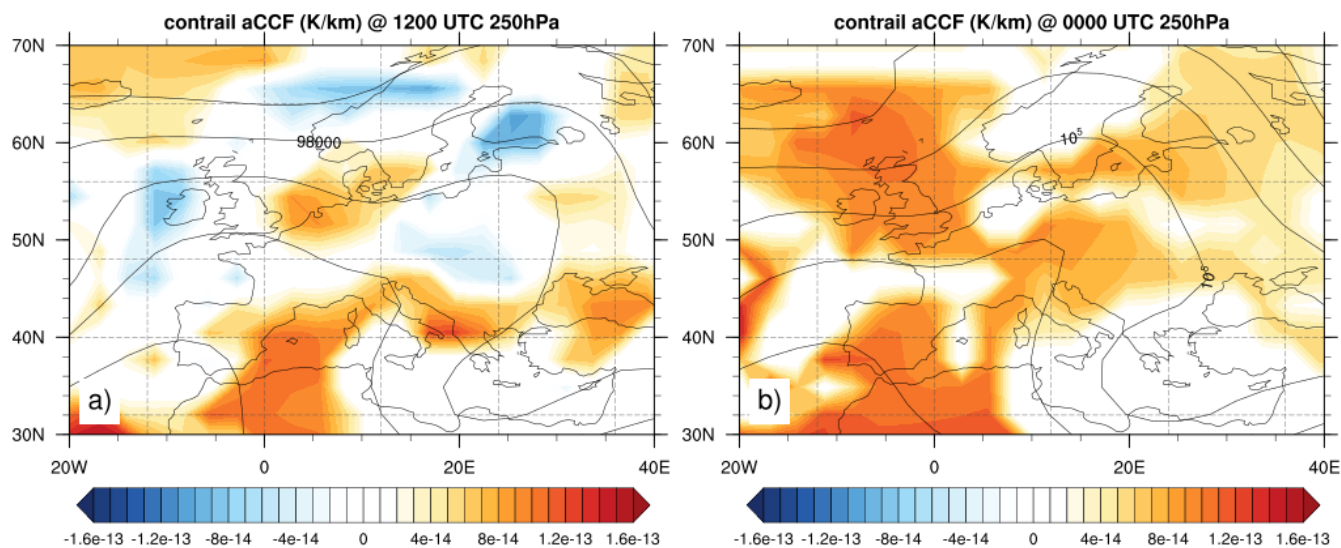 contrail aCCF (K/km) @ 1200 UTC 250hPa
70N
60N
50N
40N
30N
98000
a)
20W 0 20E 40E
-1.6e-13 -1.2e-13 -8e-14 -4e-14 0 4e-14 8e-14 1.2e-13 1.6e-13
contrail aCCF (K/km) @ 0000 UTC 250hPa
70N
60N
50N
40N
30N
10⁵
10⁵
b)
20W 0 20E 40E
-1.6e-13 -1.2e-13 -8e-14 -4e-14 0 4e-14 8e-14 1.2e-13 1.6e-13